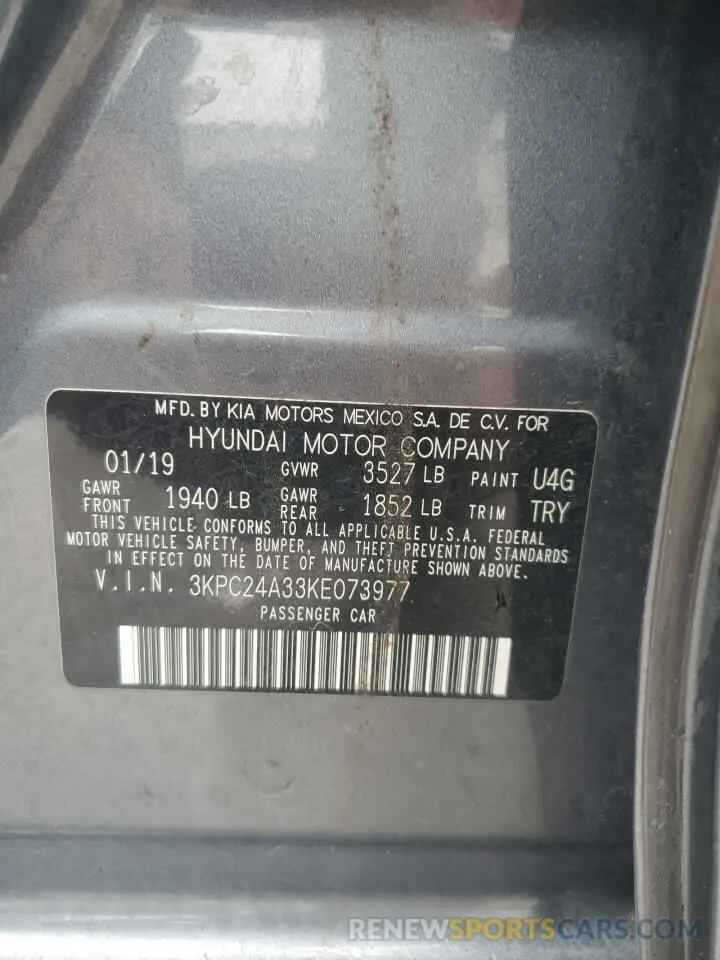 MFD. BY KIA MOTORS MEXICO S.A. DE C.V. FOR
HYUNDAI MOTOR COMPANY
01/19 GVWR 3527 LB PAINT U4G
GAWR FRONT 1940 LB GAWR REAR 1852 LB TRIM TRY
THIS VEHICLE CONFORMS TO ALL APPLICABLE U.S.A. FEDERAL
MOTOR VEHICLE SAFETY, BUMPER, AND THEFT PREVENTION STANDARDS
IN EFFECT ON THE DATE OF MANUFACTURE SHOWN ABOVE.
V.I.N. 3KPC24A33KE073977
PASSENGER CAR
RENEWSPORTSCARS.COM